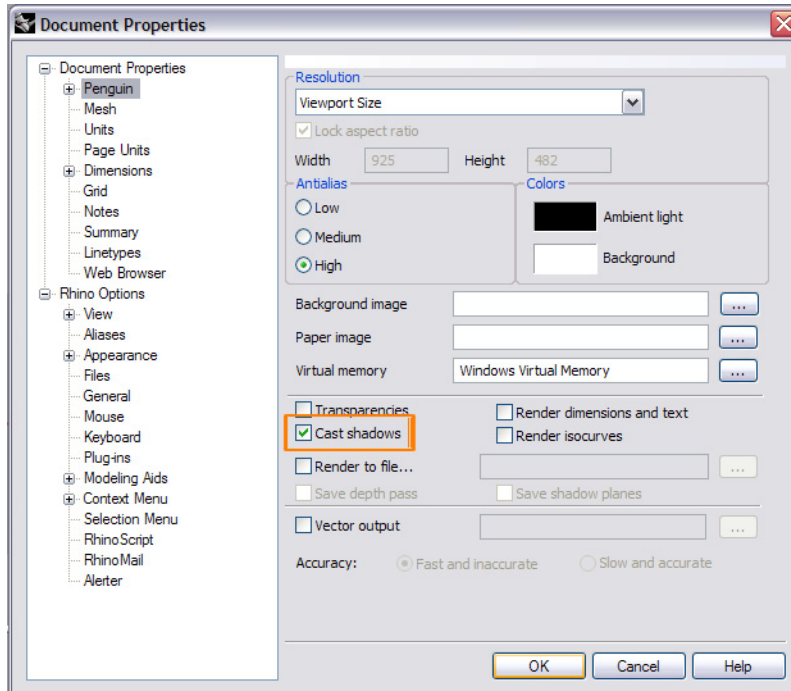 Document Properties
Document Properties
Penguin
Mesh
Units
Page Units
Dimensions
Grid
Notes
Summary
Linetypes
Web Browser
Rhino Options
View
Aliases
Appearance
Files
General
Mouse
Keyboard
Plug-ins
Modeling Aids
Context Menu
Selection Menu
RhinoScript
RhinoMail
Alerter
Resolution
Viewport Size
Lock aspect ratio
Width 925 Height 482
Antialias
Low
Medium
High
Colors
Ambient light
Background
Background image ...
Paper image ...
Virtual memory Windows Virtual Memory ...
Transparencies Render dimensions and text
Cast shadows Render isocurves
Render to file... ...
Save depth pass Save shadow planes
Vector output ...
Accuracy: Fast and inaccurate Slow and accurate
OK Cancel Help